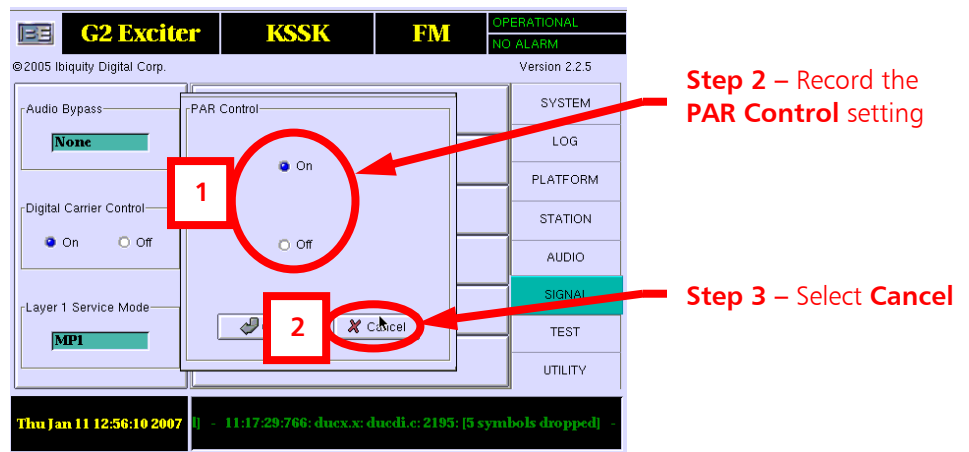 G2 Exciter
KSSK
FM
OPERATIONAL
NO ALARM
©2005 Ibiquity Digital Corp.
Version 2.2.5
Audio Bypass
None
Digital Carrier Control
On
Off
Layer 1 Service Mode
MP1
PAR Control
On
Off
Cancel
1
2
SYSTEM
LOG
PLATFORM
STATION
AUDIO
SIGNAL
TEST
UTILITY
Step 2 – Record the
PAR Control setting
Step 3 – Select Cancel
Thu Jan 11 12:56:10 2007
] - 11:17:29:766: ducx.x: ducdi.c: 2195: [5 symbols dropped] -